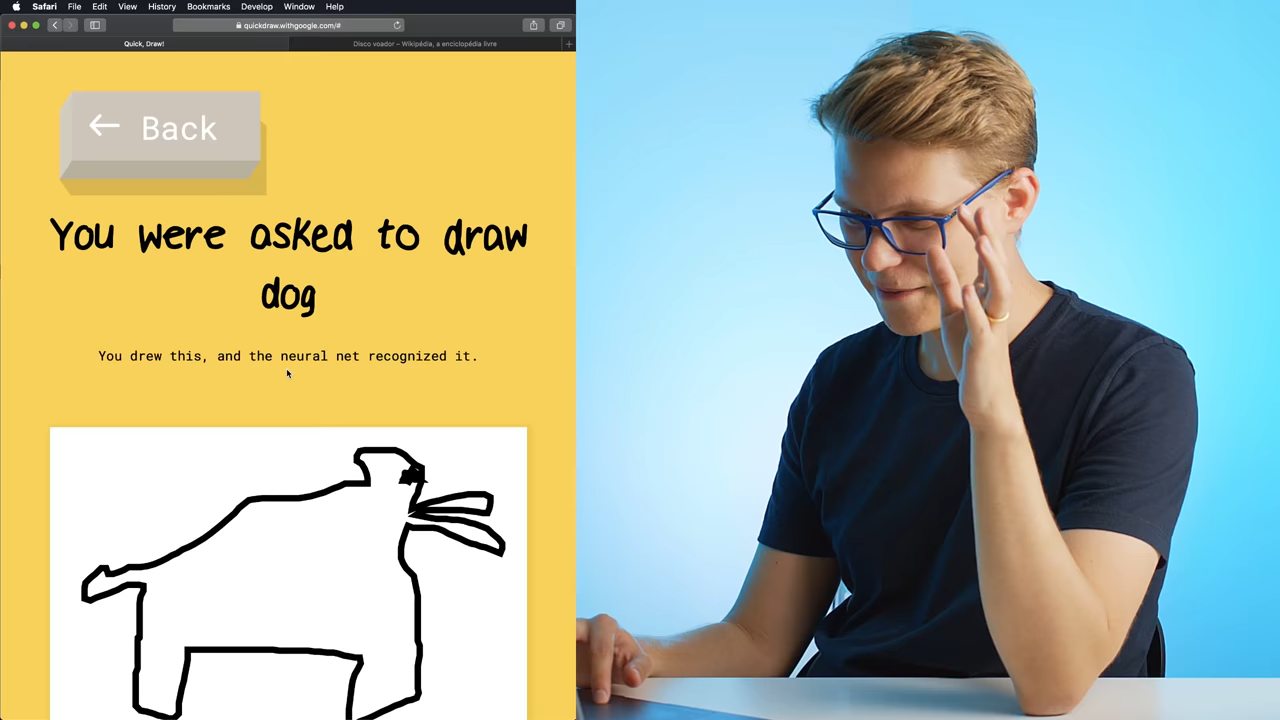 Safari File Edit View History Bookmarks Develop Window Help
quickdraw.withgoogle.com/#
Quick, Draw!
Disco voador – Wikipédia, a enciclopédia livre
← Back
You were asked to draw
dog
You drew this, and the neural net recognized it.